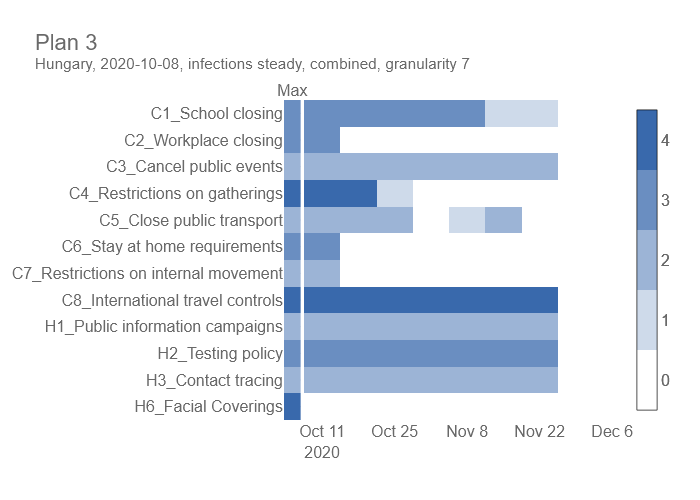 Plan 3
Hungary, 2020-10-08, infections steady, combined, granularity 7
Max
C1_School closing
C2_Workplace closing
C3_Cancel public events
C4_Restrictions on gatherings
C5_Close public transport
C6_Stay at home requirements
C7_Restrictions on internal movement
C8_International travel controls
H1_Public information campaigns
H2_Testing policy
H3_Contact tracing
H6_Facial Coverings
Oct 11 Oct 25 Nov 8 Nov 22 Dec 6
2020
4
3
2
1
0